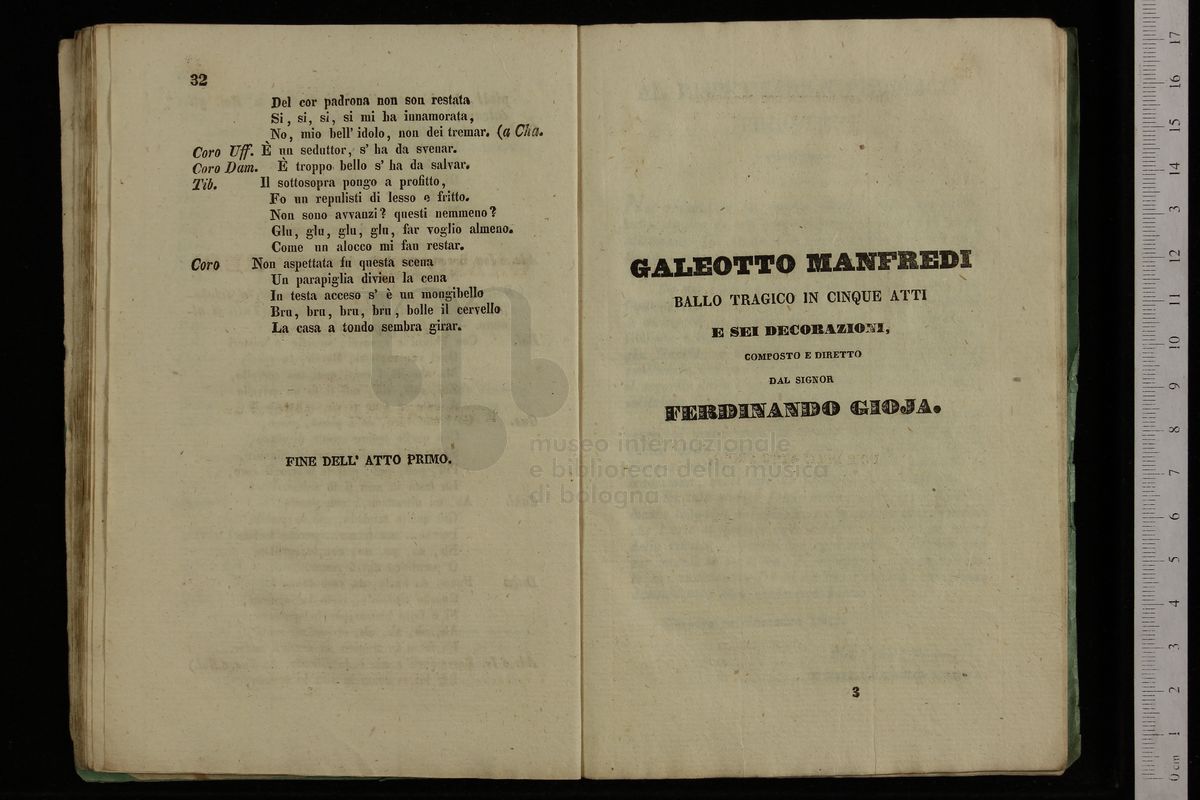 32
Del cor padrona non son restata
Si, si, si, si mi ha innamorata,
No, mio bell' idolo, non dei tremar. (a Cha.
Coro Uff. È un seduttor, s' ha da svenar.
Coro Dam. È troppo bello s' ha da salvar.
Tib. Il sottosopra pongo a profitto,
Fo un repulisti di lesso e fritto.
Non sono avvanzi? questi nemmeno?
Glu, glu, glu, glu, far voglio almeno.
Come un alocco mi fan restar.
Coro Non aspettata fu questa scena
Un parapiglia divien la cena
In testa acceso s' è un mongibello
Bru, bru, bru, bru, bolle il cervello
La casa a tondo sembra girar.
FINE DELL' ATTO PRIMO.
GALEOTTO MANFREDI
BALLO TRAGICO IN CINQUE ATTI
E SEI DECORAZIONI,
COMPOSTO E DIRETTO
DAL SIGNOR
FERDINANDO GIOJA.
3
museo internazionale
e biblioteca della musica
di bologna
0 cm 1 2 3 4 5 6 7 8 9 10 11 12 13 14 15 16 17